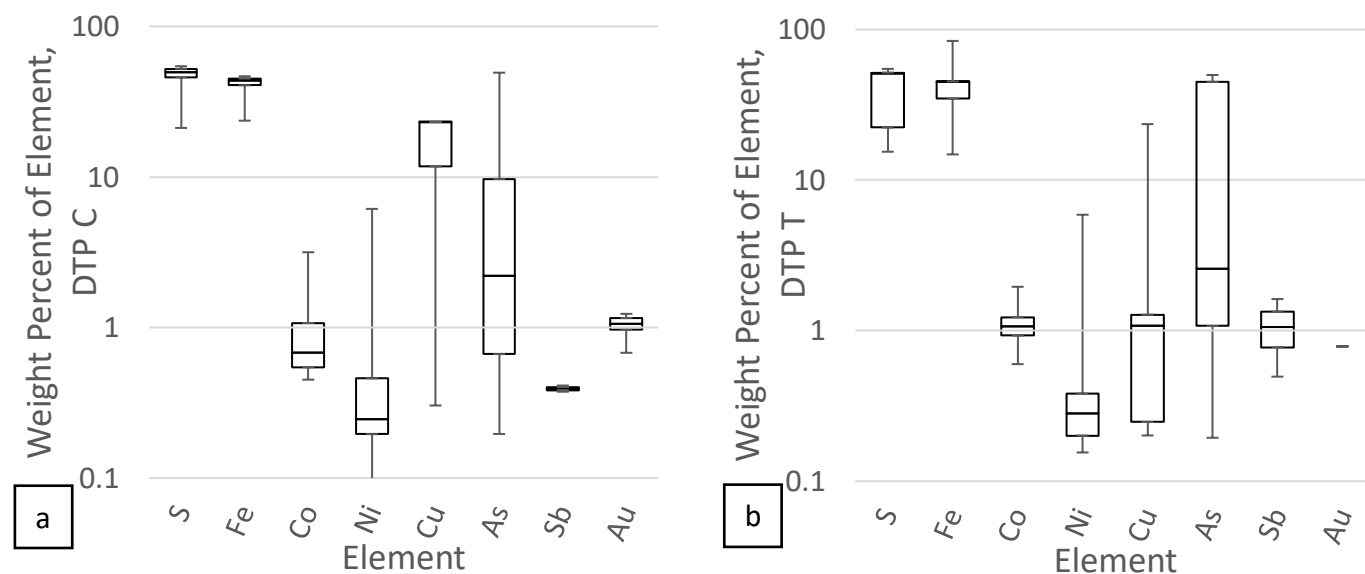 Weight Percent of Element,
DTP C
100
10
1
0.1
S Fe Co Ni Cu As Sb Au
Element
a
Weight Percent of Element,
DTP T
100
10
1
0.1
S Fe Co Ni Cu As Sb Au
Element
b